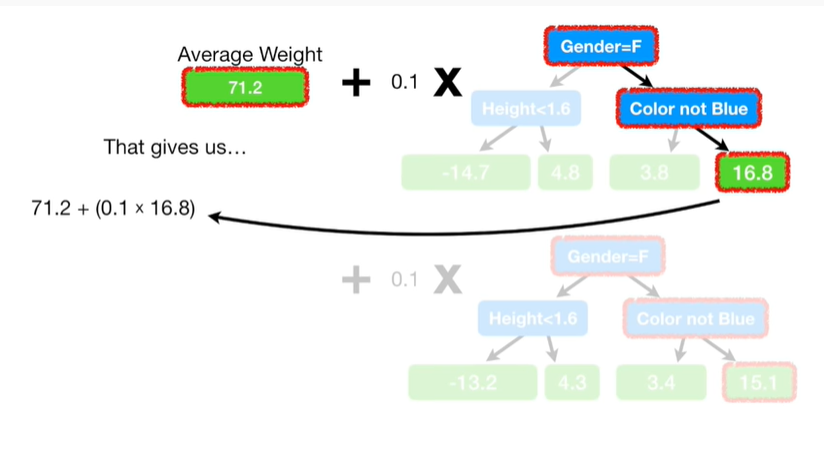 Gender=F
Average Weight
71.2
+ 0.1 X
Height<1.6
Color not Blue
That gives us...
-14.7
4.8
3.8
16.8
71.2 + (0.1 × 16.8)
Gender=F
+ 0.1 X
Height<1.6
Color not Blue
-13.2
4.3
3.4
15.1